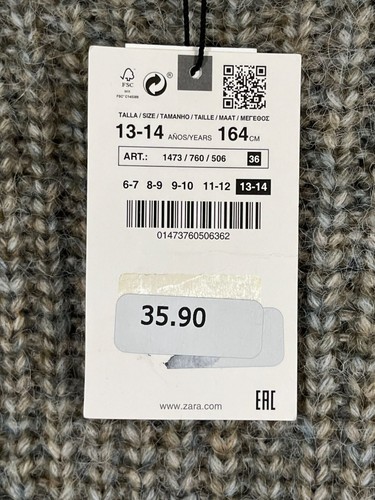 ®
FSC
TALLA / SIZE / TAMANHO / TAILLE / MAAT / ΜΕΓΕΘΟΣ
13-14 AÑOS/YEARS 164 CM
ART.: 1473 / 760 / 506 36
6-7 8-9 9-10 11-12 13-14
01473760506362
35.90
www.zara.com
EAC